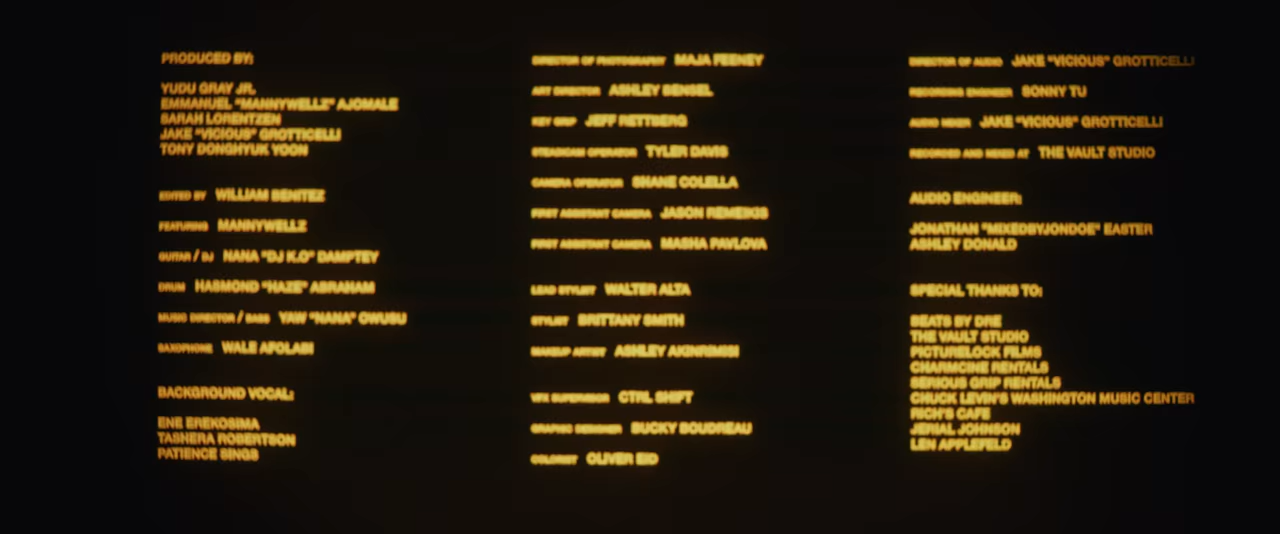 PRODUCED BY:
YUDU GRAY JR.
EMMANUEL "MANNYWELLZ" AJOMALE
SARAH LORENTZEN
JAKE "VICIOUS" GROTTICELLI
TONY DONGHYUK YOON
EDITED BY WILLIAM BENITEZ
FEATURING MANNYWELLZ
GUITAR / DJ NANA "DJ K.O" DAMPTEY
DRUM HASMOND "HAZE" ABRAHAM
MUSIC DIRECTOR / BASS YAW "NANA" OWUSU
SAXOPHONE WALE AFOLABI
BACKGROUND VOCAL:
ENE EREKOSIMA
TASHERA ROBERTSON
PATIENCE SINGS
DIRECTOR OF PHOTOGRAPHY MAJA FEENEY
ART DIRECTOR ASHLEY BENSEL
KEY GRIP JEFF RETTBERG
STEADICAM OPERATOR TYLER DAVIS
CAMERA OPERATOR SHANE COLELLA
FIRST ASSISTANT CAMERA JASON REMEIKIS
FIRST ASSISTANT CAMERA MASHA PAVLOVA
LEAD STYLIST WALTER ALTA
STYLIST BRITTANY SMITH
MAKEUP ARTIST ASHLEY
VFX SUPERVISOR CTRL SHIFT
GRAPHIC DESIGNER BUCKY BOUDREAU
COLORIST OLIVER EID
DIRECTOR OF AUDIO JAKE "VICIOUS" GROTTICELLI
RECORDING ENGINEER SONNY TU
AUDIO MIXER JAKE "VICIOUS" GROTTICELLI
RECORDED AND MIXED AT THE VAULT STUDIO
AUDIO ENGINEER:
JONATHAN "MIXEDBYJONDOE" EASTER
ASHLEY DONALD
SPECIAL THANKS TO:
BEATS BY DRE
THE VAULT STUDIO
PICTURELOCK FILMS
CHARMCINE RENTALS
SERIOUS GRIP RENTALS
CHUCK LEVIN'S WASHINGTON MUSIC CENTER
RICH'S CAFE
JERIAL JOHNSON
LEN APPLEFELD